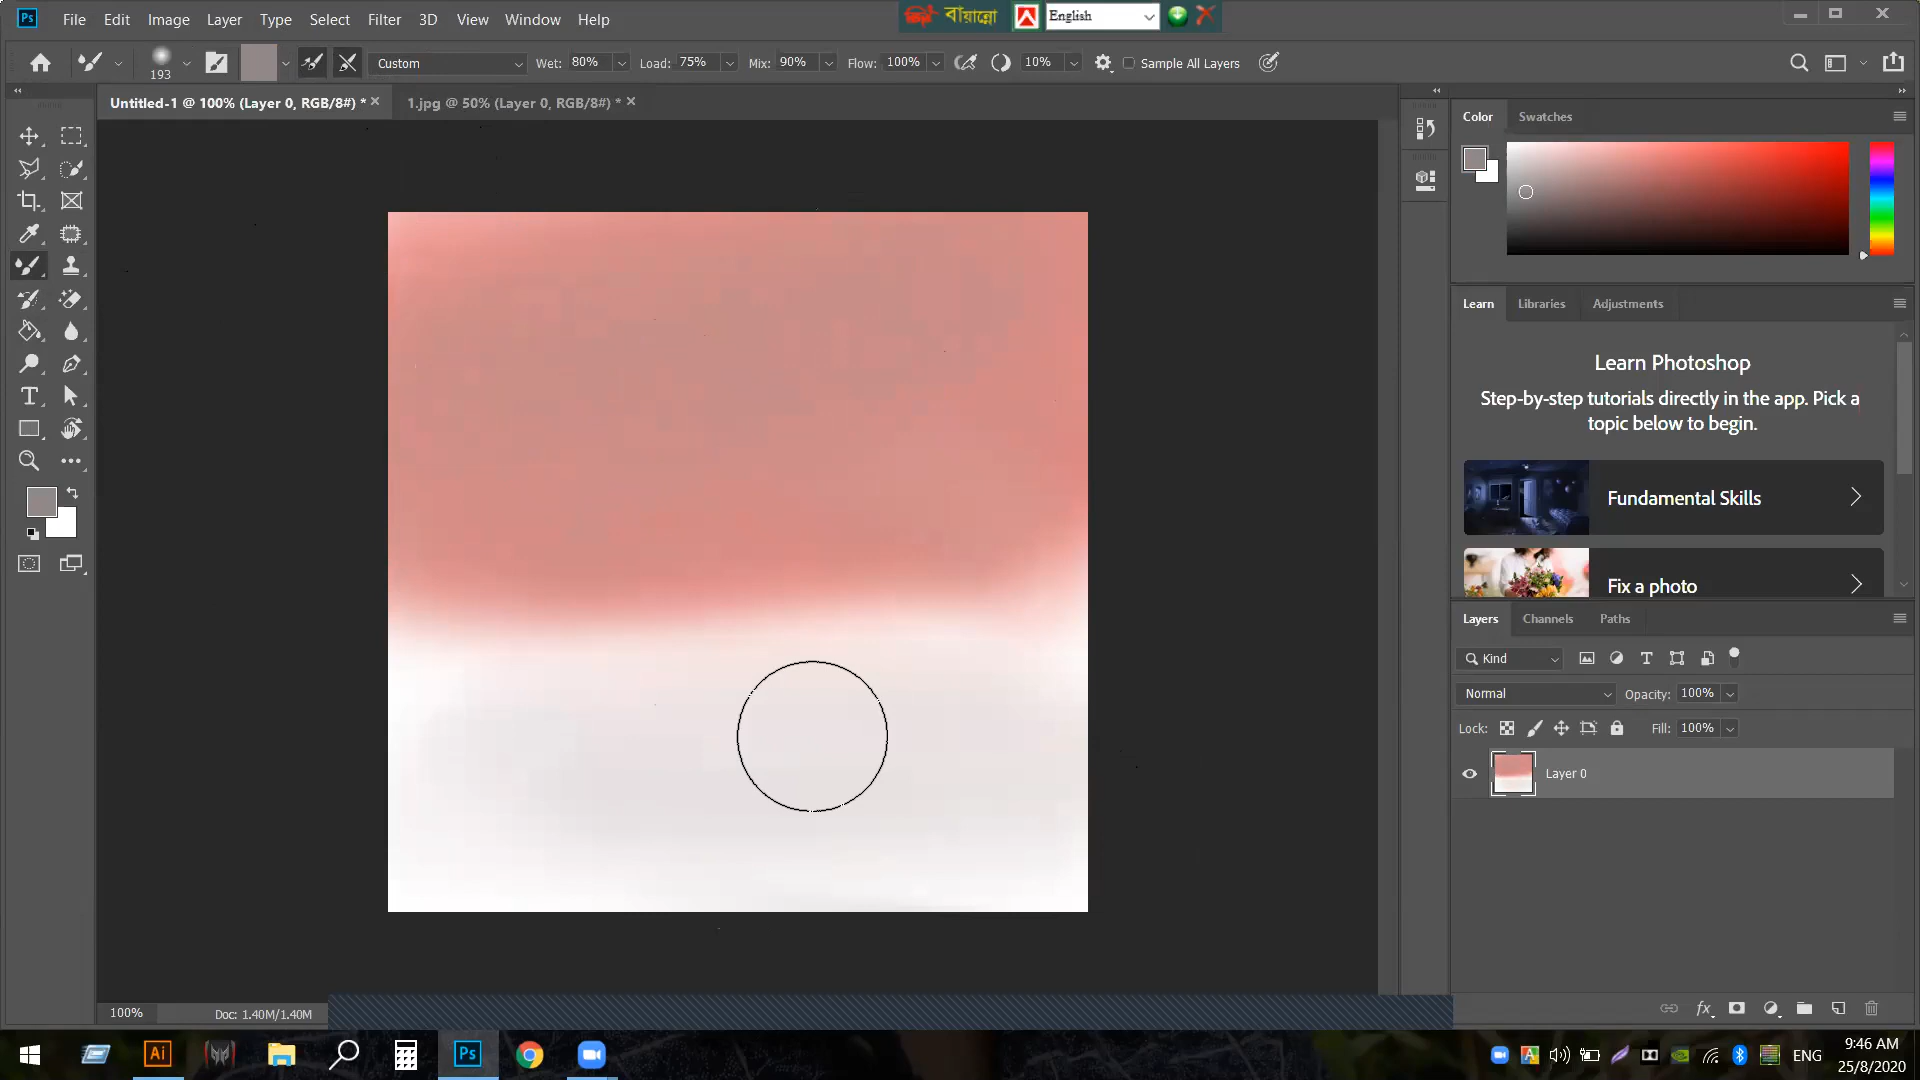 Ps File Edit Image Layer Type Select Filter 3D View Window Help
বায়ান্নো English
193 Custom Wet: 80% Load: 75% Mix: 90% Flow: 100% 10% Sample All Layers
Untitled-1 @ 100% (Layer 0, RGB/8#) * 1.jpg @ 50% (Layer 0, RGB/8#) *
Color Swatches
Learn Libraries Adjustments
Learn Photoshop
Step-by-step tutorials directly in the app. Pick a
topic below to begin.
Fundamental Skills
Fix a photo
Layers Channels Paths
Kind
Normal Opacity: 100%
Lock: Fill: 100%
Layer 0
100% Doc: 1.40M/1.40M
fx
Ai Ps
ENG
9:46 AM
25/8/2020